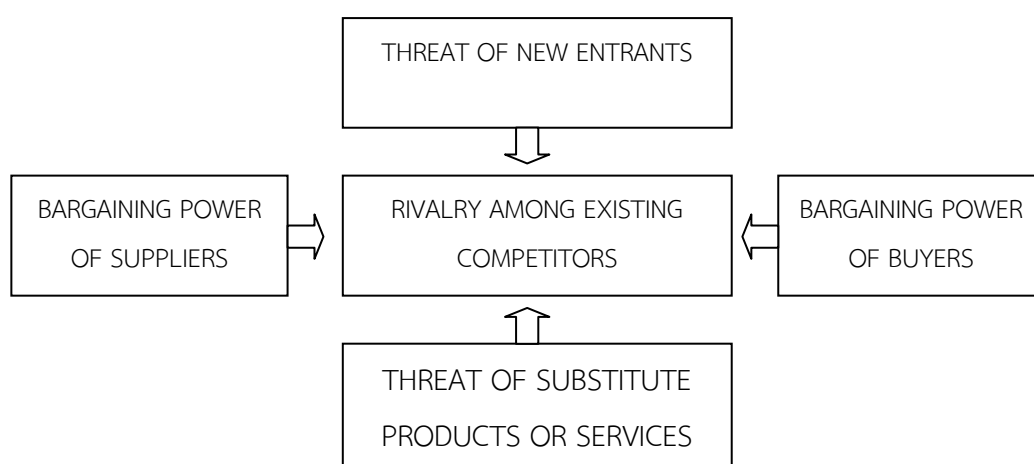 THREAT OF NEW ENTRANTS
BARGAINING POWER
OF SUPPLIERS
RIVALRY AMONG EXISTING
COMPETITORS
BARGAINING POWER
OF BUYERS
THREAT OF SUBSTITUTE
PRODUCTS OR SERVICES